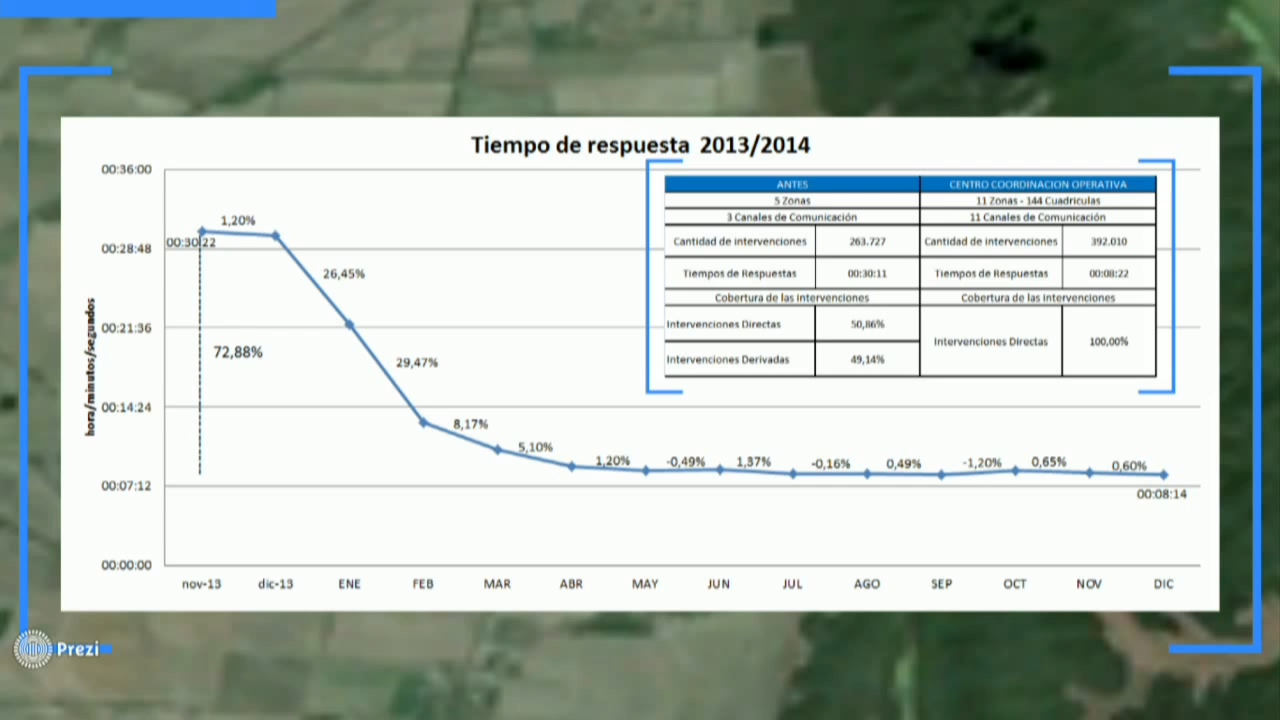 Tiempo de respuesta 2013/2014
hora/minutos/segundos
00:36:00
00:28:48
00:21:36
00:14:24
00:07:12
00:00:00
00:30:22
1,20%
26,45%
72,88%
29,47%
8,17%
5,10%
1,20%
-0,49%
1,37%
-0,16%
0,49%
-1,20%
0,65%
0,60%
00:08:14
nov-13 dic-13 ENE FEB MAR ABR MAY JUN JUL AGO SEP OCT NOV DIC
ANTES CENTRO COORDINACION OPERATIVA
5 Zonas 11 Zonas - 144 Cuadriculas
3 Canales de Comunicación 11 Canales de Comunicación
Cantidad de intervenciones 263.727 Cantidad de intervenciones 392.010
Tiempos de Respuestas 00:30:11 Tiempos de Respuestas 00:08:22
Cobertura de las intervenciones Cobertura de las intervenciones
Intervenciones Directas 50,86%
Intervenciones Directas 100,00%
Intervenciones Derivadas 49,14%
Prezi